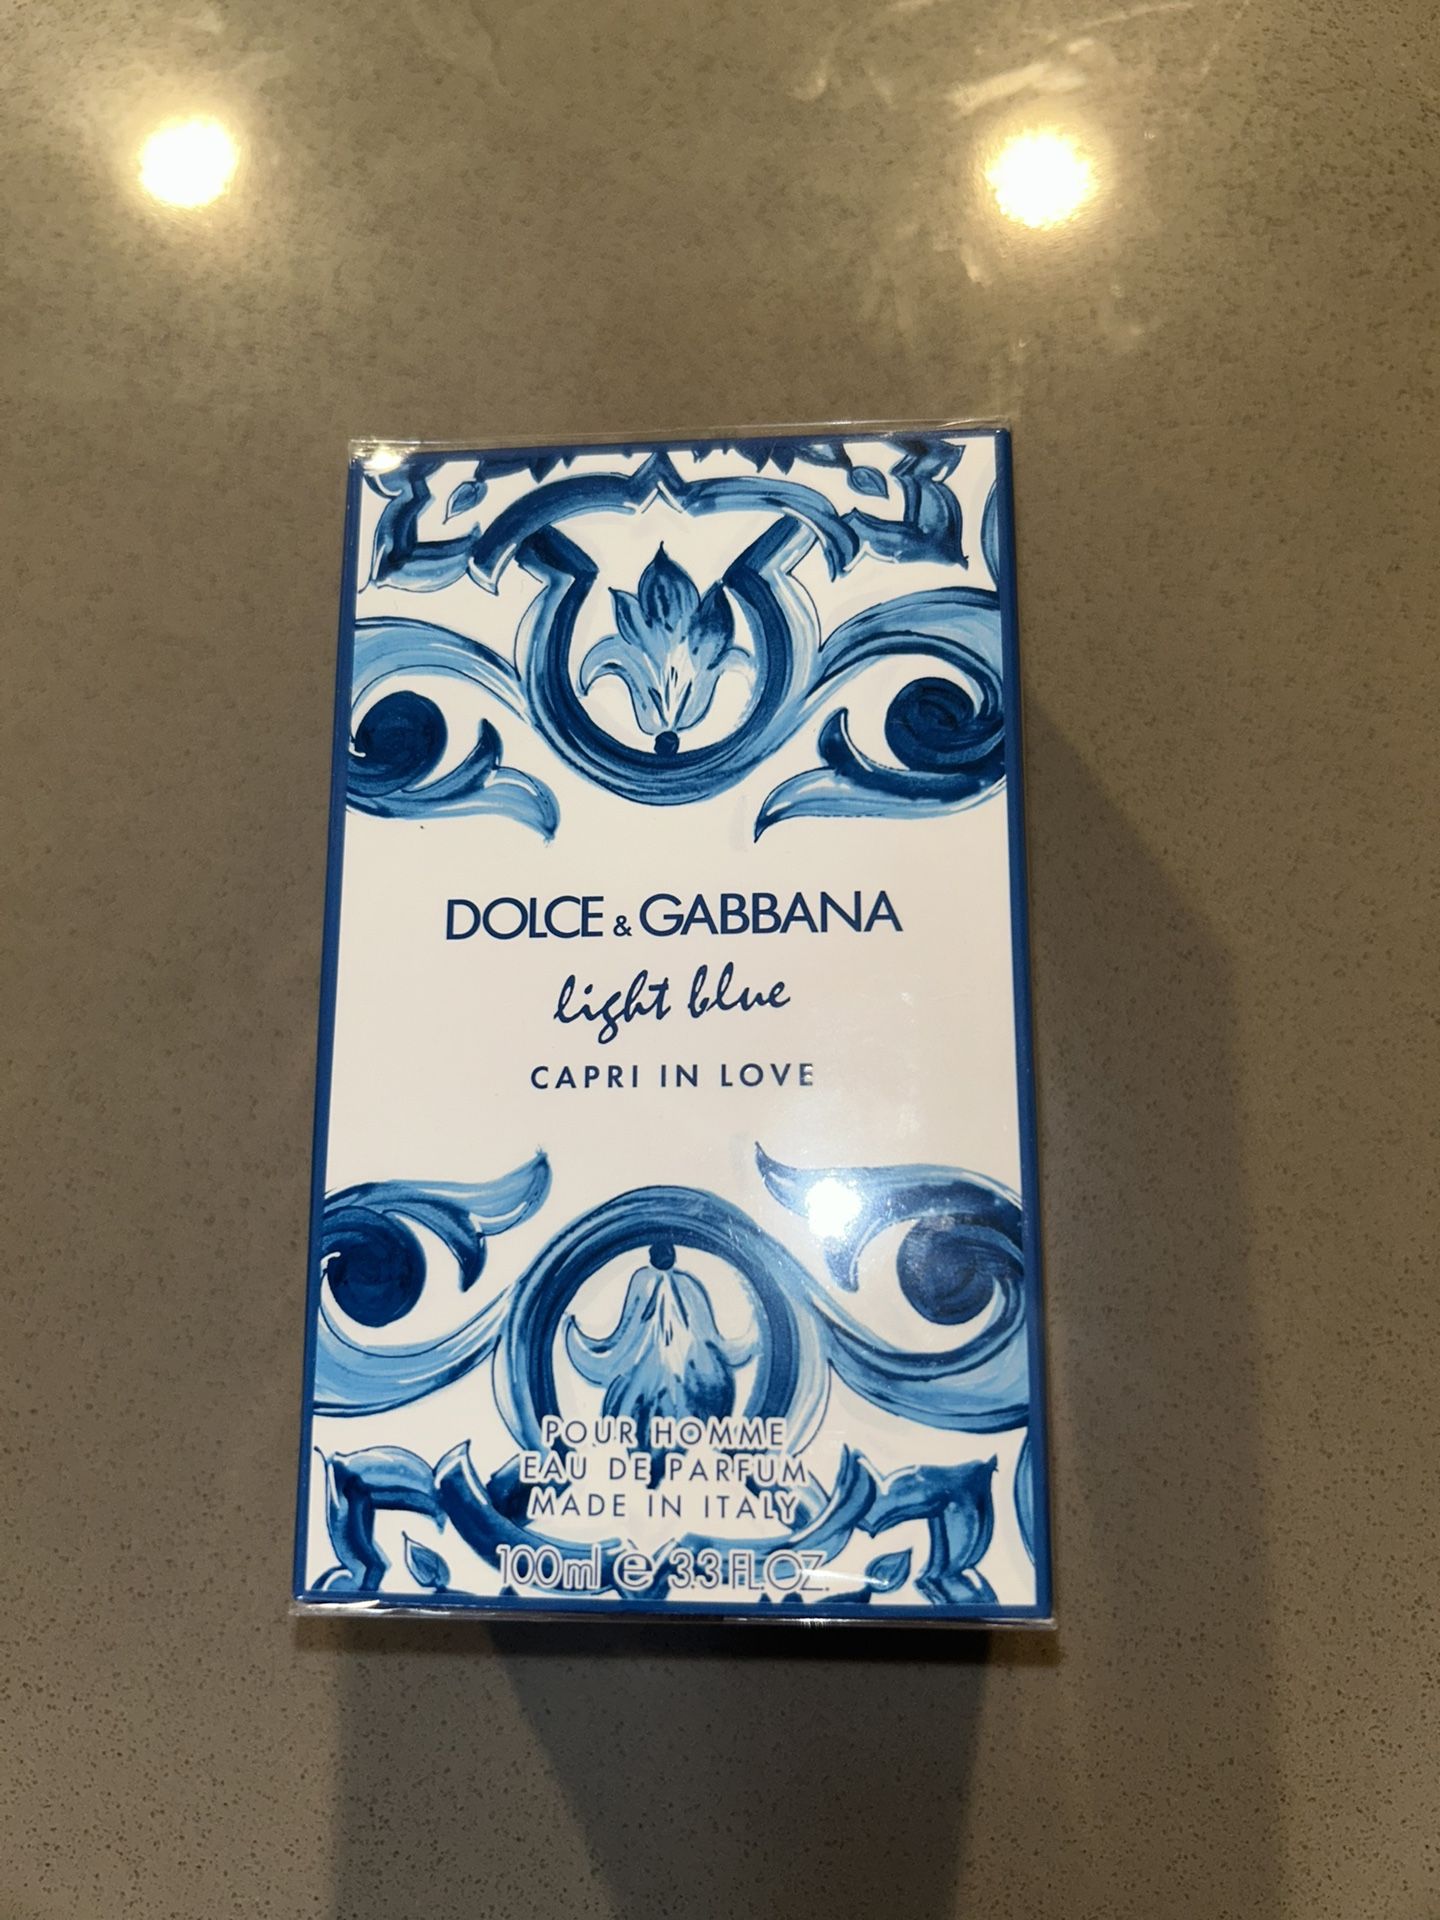 DOLCE & GABBANA
light blue
CAPRI IN LOVE
POUR HOMME
EAU DE PARFUM
MADE IN ITALY
100ml e 3.3 FL.OZ.